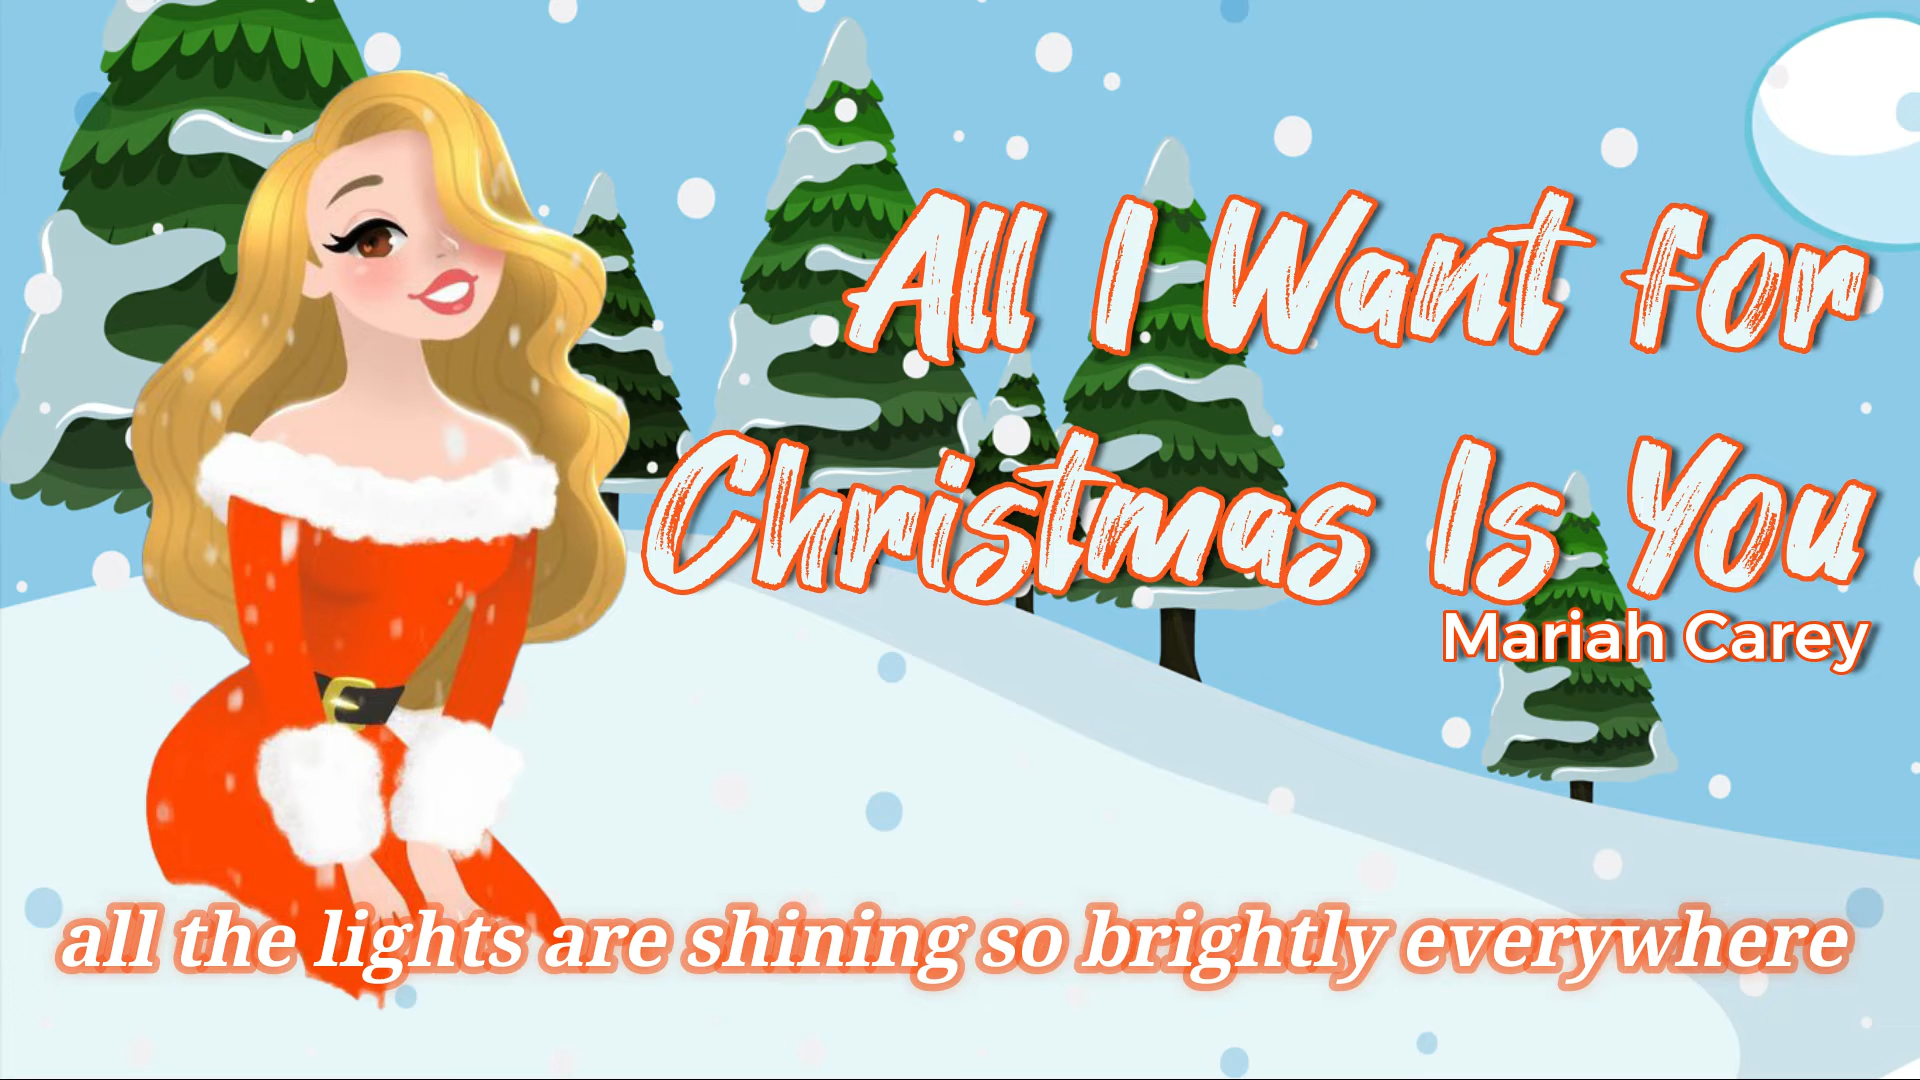 All I Want for
Christmas Is You
Mariah Carey
all the lights are shining so brightly everywhere